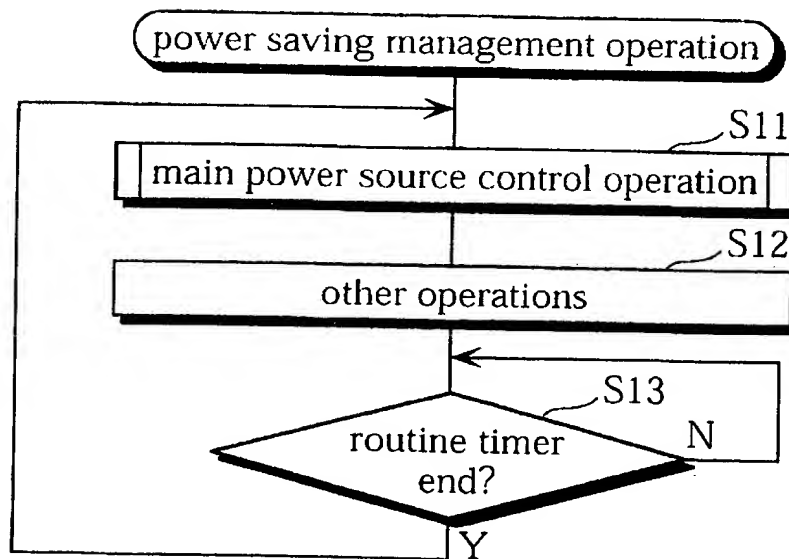 power saving management operation
S11
main power source control operation
S12
other operations
S13
routine timer
end?
N
Y